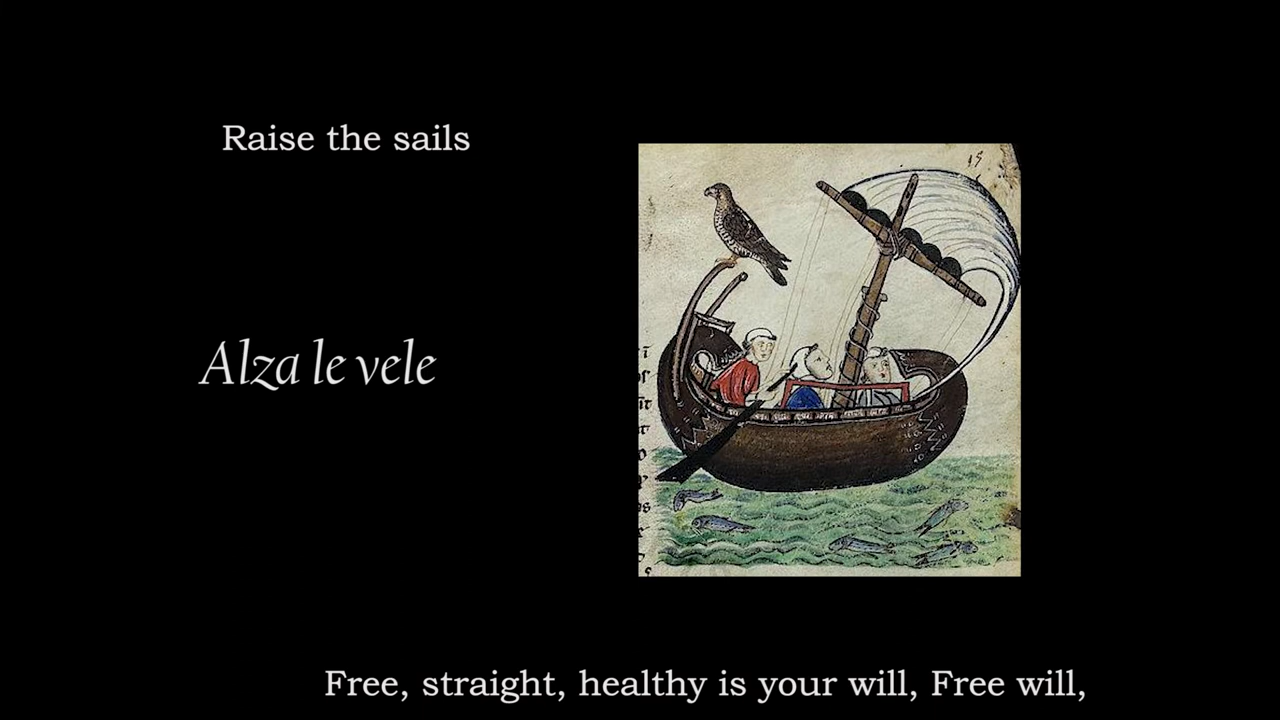 Raise the sails
Alza le vele
Free, straight, healthy is your will, Free will,